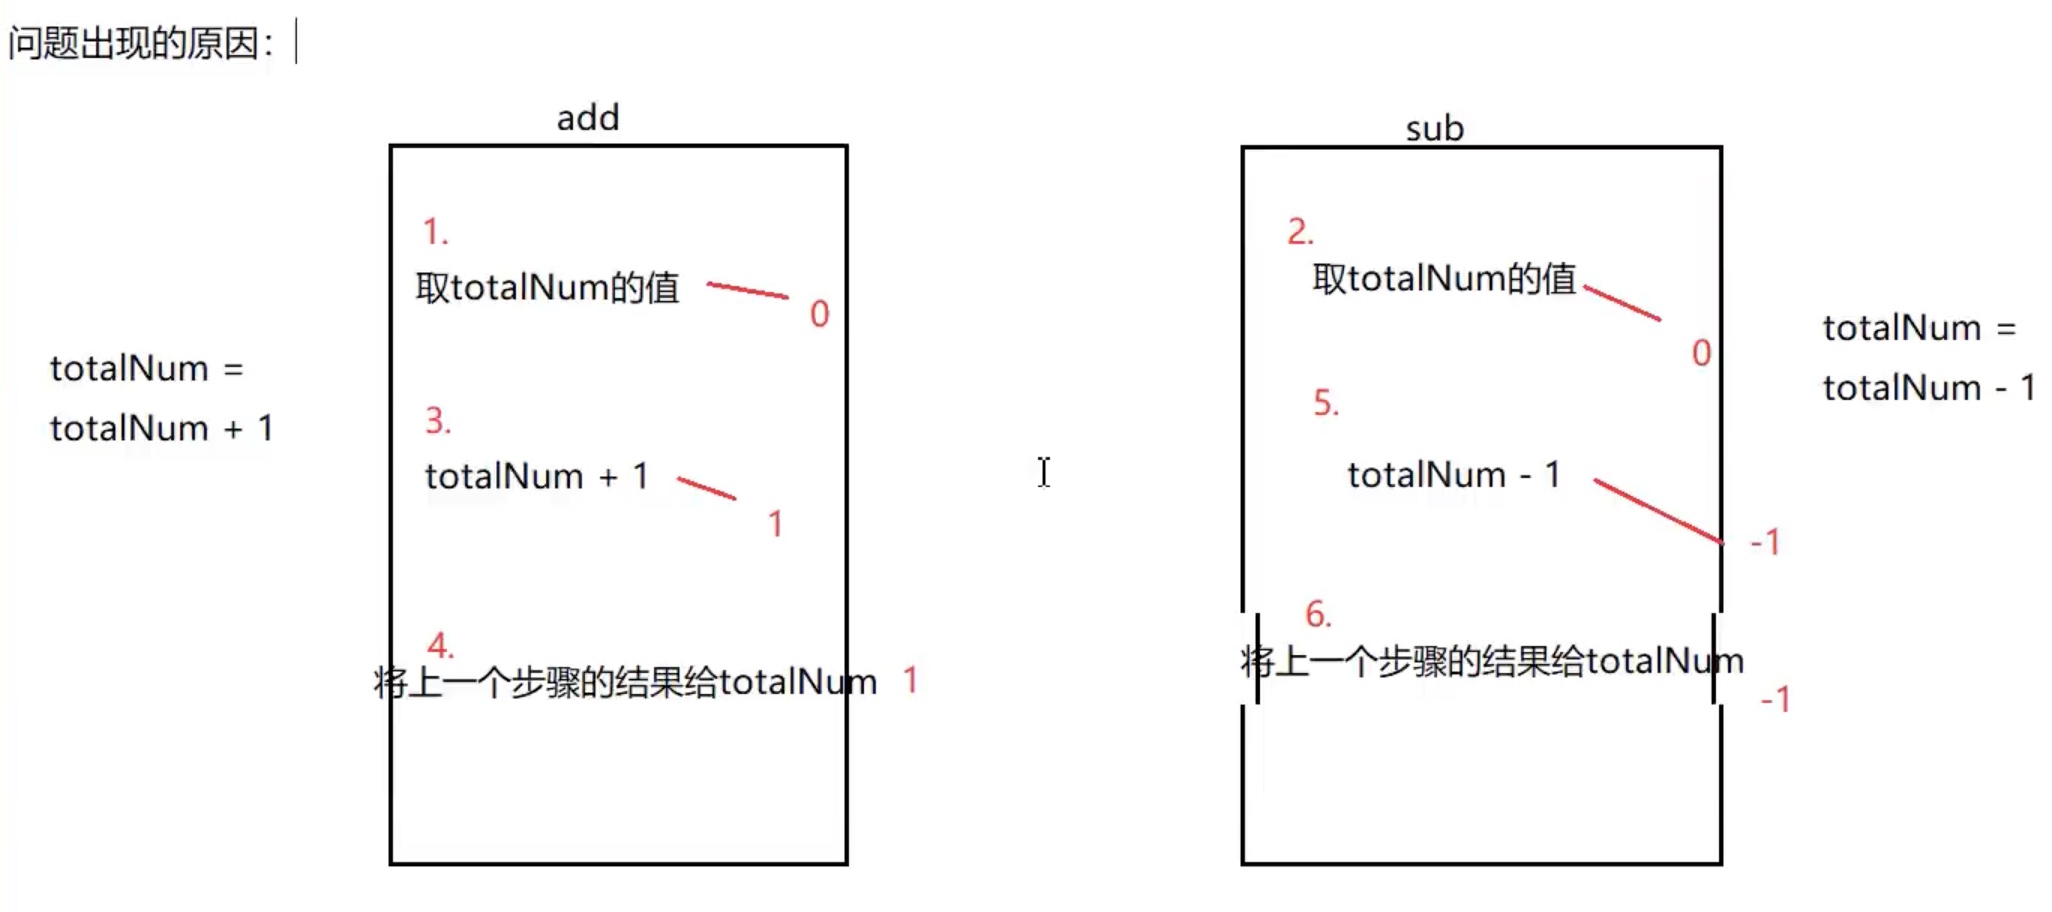 问题出现的原因：
add
1.
取totalNum的值
0
totalNum =
totalNum + 1
3.
totalNum + 1
1
4.
将上一个步骤的结果给totalNum 1
sub
2.
取totalNum的值
0
totalNum =
totalNum - 1
5.
totalNum - 1
-1
6.
将上一个步骤的结果给totalNum
-1